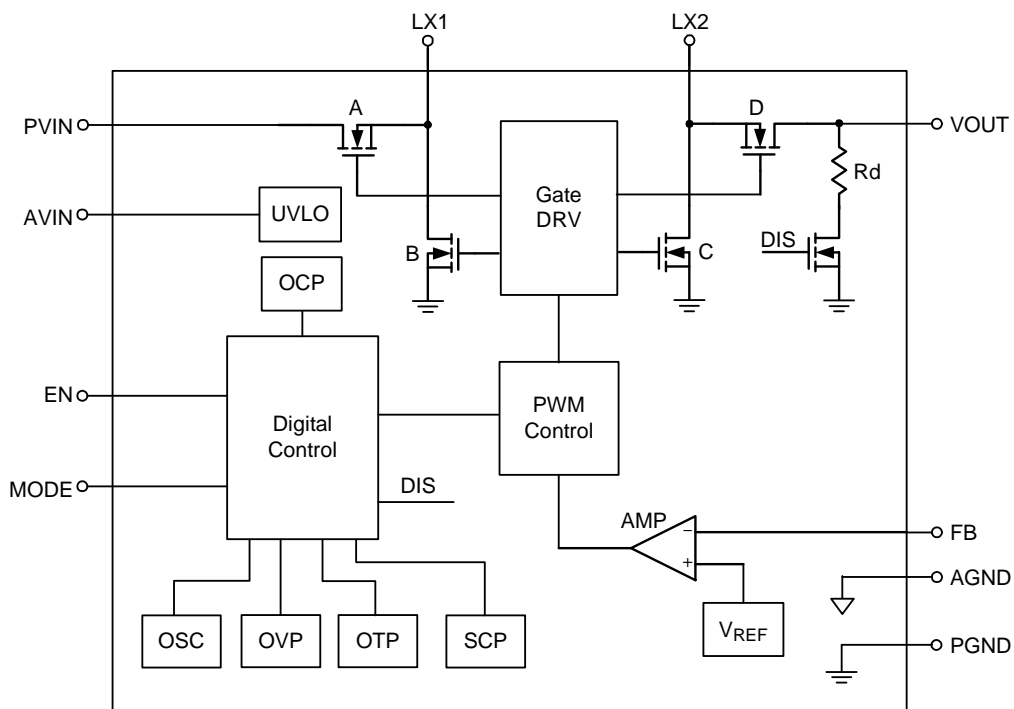 LX1
LX2
PVIN
A
D
VOUT
Rd
Gate
DRV
AVIN
UVLO
B
C
DIS
OCP
EN
Digital
Control
PWM
Control
MODE
DIS
AMP
−
+
FB
AGND
VREF
PGND
OSC
OVP
OTP
SCP